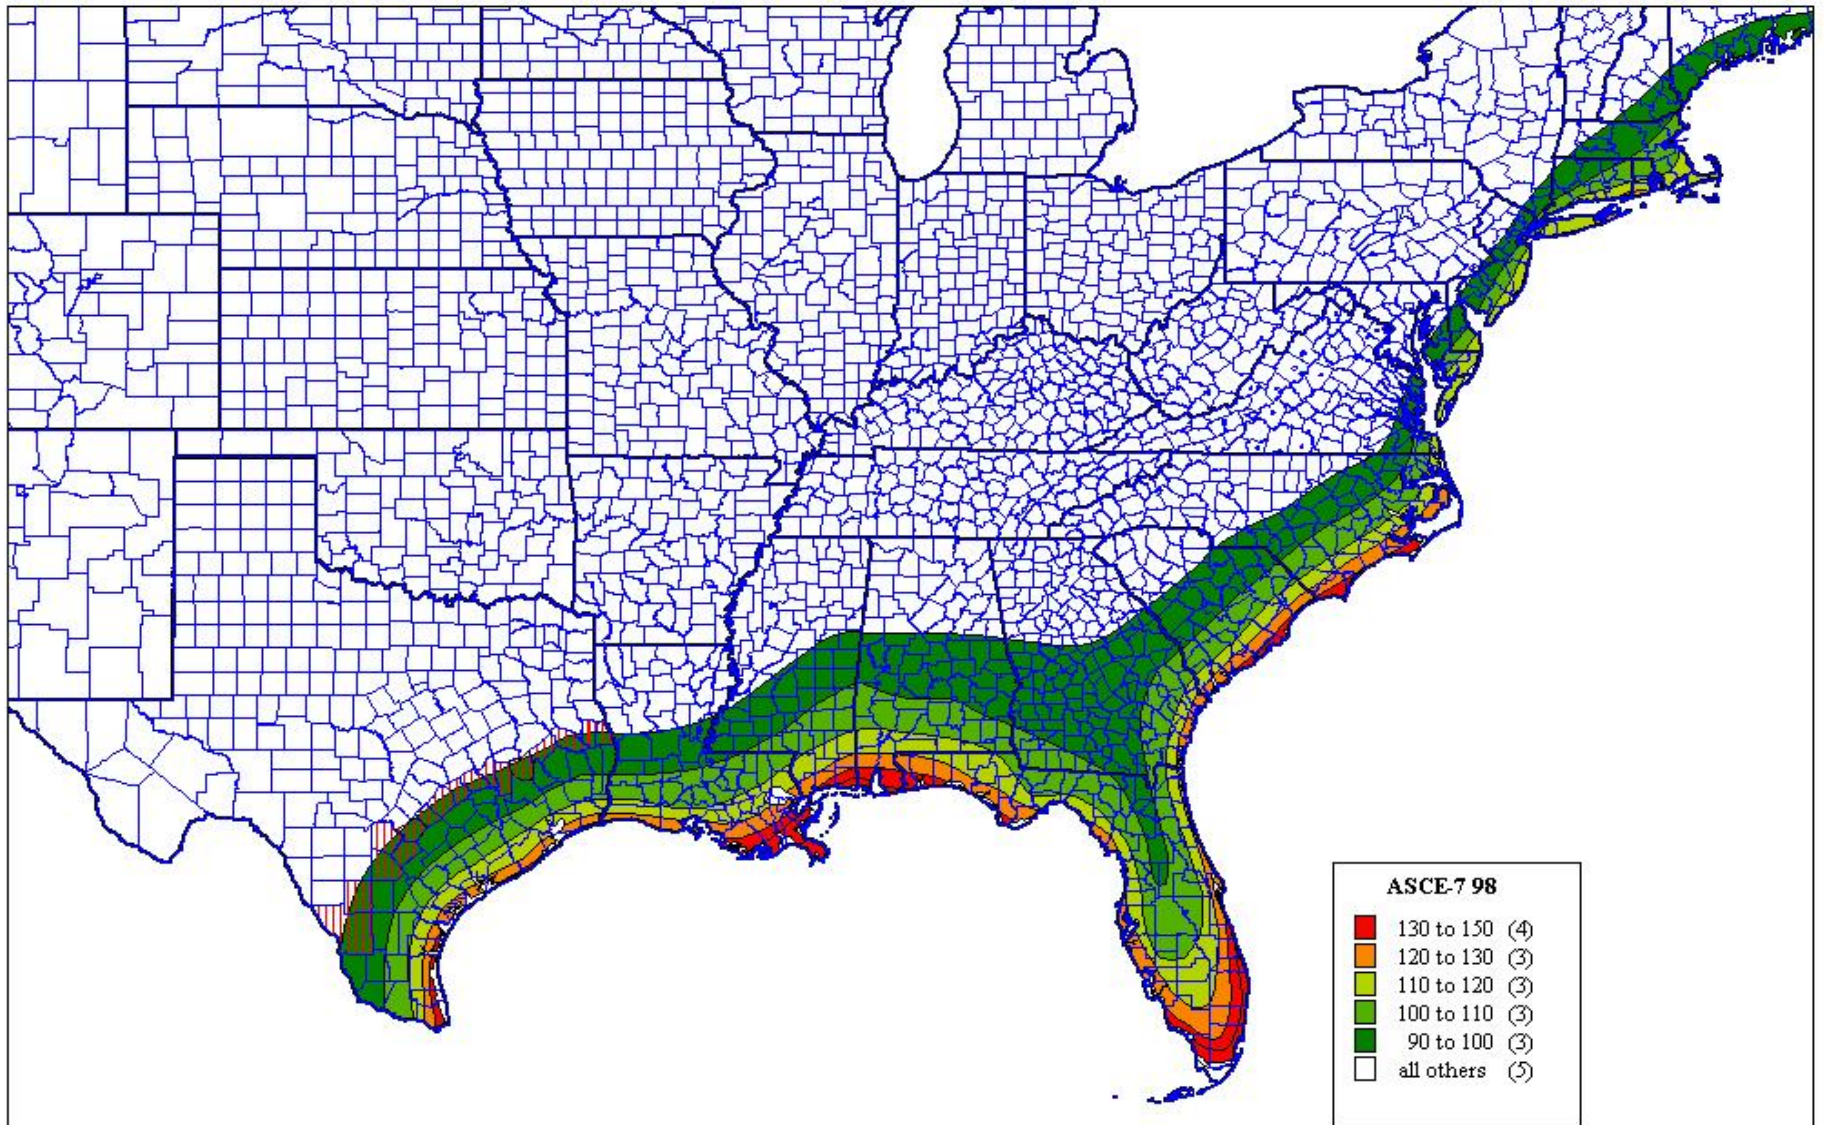 ASCE-7 98
130 to 150 (4)
120 to 130 (3)
110 to 120 (3)
100 to 110 (3)
90 to 100 (3)
all others (5)